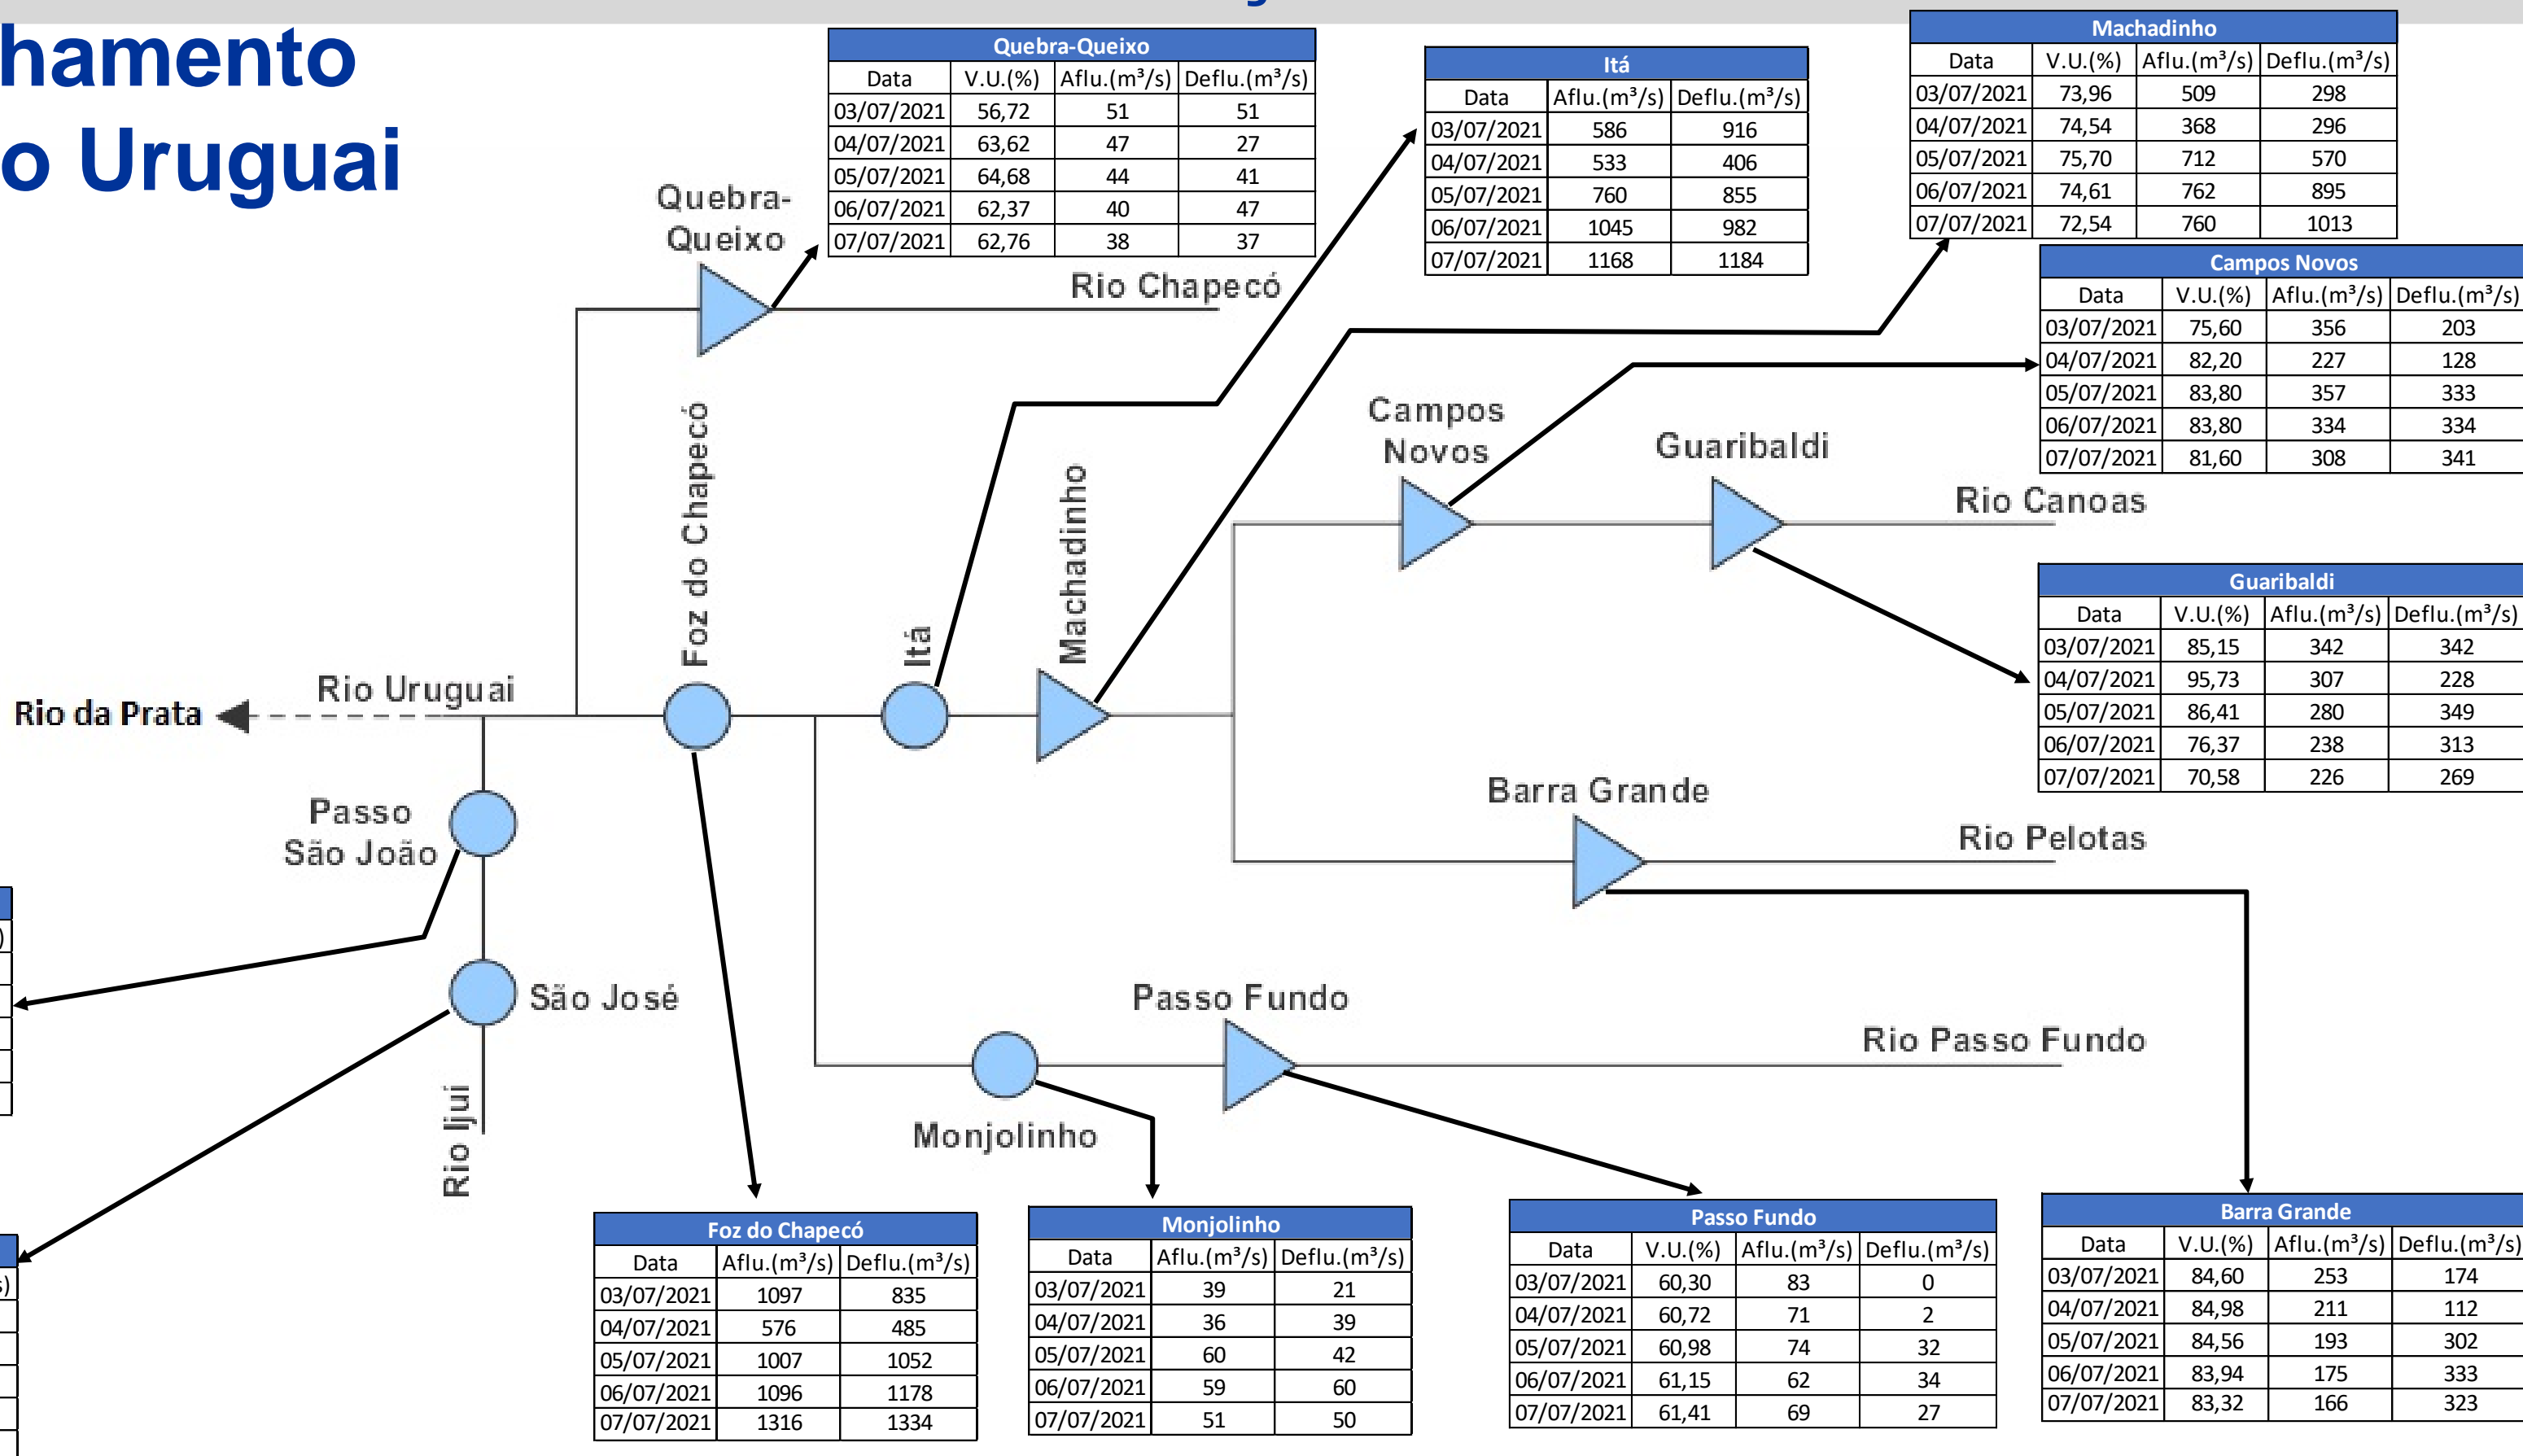 hamento
o Uruguai
Quebra-Queixo
Data V.U.(%) Aflu.(m³/s) Deflu.(m³/s)
03/07/2021 56,72 51 51
04/07/2021 63,62 47 27
05/07/2021 64,68 44 41
06/07/2021 62,37 40 47
07/07/2021 62,76 38 37
Itá
Data Aflu.(m³/s) Deflu.(m³/s)
03/07/2021 586 916
04/07/2021 533 406
05/07/2021 760 855
06/07/2021 1045 982
07/07/2021 1168 1184
Machadinho
Data V.U.(%) Aflu.(m³/s) Deflu.(m³/s)
03/07/2021 73,96 509 298
04/07/2021 74,54 368 296
05/07/2021 75,70 712 570
06/07/2021 74,61 762 895
07/07/2021 72,54 760 1013
Campos Novos
Data V.U.(%) Aflu.(m³/s) Deflu.(m³/s)
03/07/2021 75,60 356 203
04/07/2021 82,20 227 128
05/07/2021 83,80 357 333
06/07/2021 83,80 334 334
07/07/2021 81,60 308 341
Quebra-
Queixo
Rio Chapecó
Foz do Chapecó
Itá
Machadinho
Campos
Novos
Guaribaldi
Rio Canoas
Guaribaldi
Data V.U.(%) Aflu.(m³/s) Deflu.(m³/s)
03/07/2021 85,15 342 342
04/07/2021 95,73 307 228
05/07/2021 86,41 280 349
06/07/2021 76,37 238 313
07/07/2021 70,58 226 269
Rio Uruguai
Rio da Prata
Passo
São João
São José
Rio Ijui
Barra Grande
Rio Pelotas
Passo Fundo
Rio Passo Fundo
Monjolinho
)
s)
Foz do Chapecó
Data Aflu.(m³/s) Deflu.(m³/s)
03/07/2021 1097 835
04/07/2021 576 485
05/07/2021 1007 1052
06/07/2021 1096 1178
07/07/2021 1316 1334
Monjolinho
Data Aflu.(m³/s) Deflu.(m³/s)
03/07/2021 39 21
04/07/2021 36 39
05/07/2021 60 42
06/07/2021 59 60
07/07/2021 51 50
Passo Fundo
Data V.U.(%) Aflu.(m³/s) Deflu.(m³/s)
03/07/2021 60,30 83 0
04/07/2021 60,72 71 2
05/07/2021 60,98 74 32
06/07/2021 61,15 62 34
07/07/2021 61,41 69 27
Barra Grande
Data V.U.(%) Aflu.(m³/s) Deflu.(m³/s)
03/07/2021 84,60 253 174
04/07/2021 84,98 211 112
05/07/2021 84,56 193 302
06/07/2021 83,94 175 333
07/07/2021 83,32 166 323